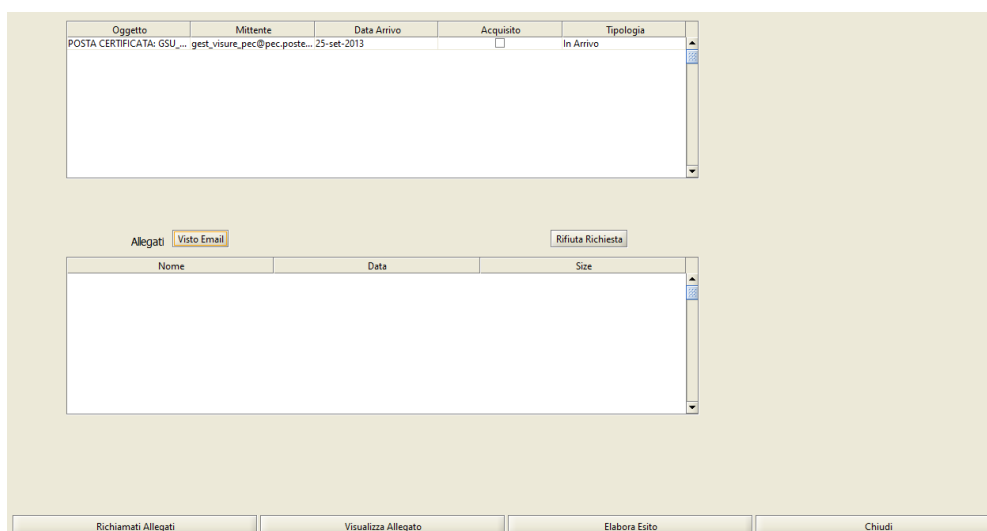 Oggetto Mittente Data Arrivo Acquisito Tipologia
POSTA CERTIFICATA: GSU_... gest_visure_pec@pec.poste... 25-set-2013 In Arrivo
Allegati Visto Email Rifiuta Richiesta
Nome Data Size
Richiamati Allegati Visualizza Allegato Elabora Esito Chiudi